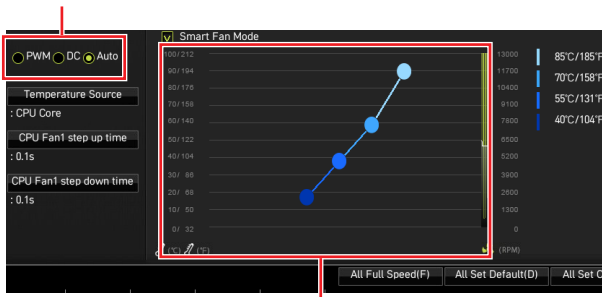 Smart Fan Mode
PWM DC Auto
Temperature Source
: CPU Core
CPU Fan1 step up time
: 0.1s
CPU Fan1 step down time
: 0.1s
100/212 13000
90/194 11700
80/176 10400
70/158 9100
60/140 7800
50/122 6500
40/104 5200
30/ 86 3900
20/ 68 2600
10/ 50 1300
0/ 32 0
(℃) (℉) (RPM)
85℃/185℉
70℃/158℉
55℃/131℉
40℃/104℉
All Full Speed(F) All Set Default(D) All Set